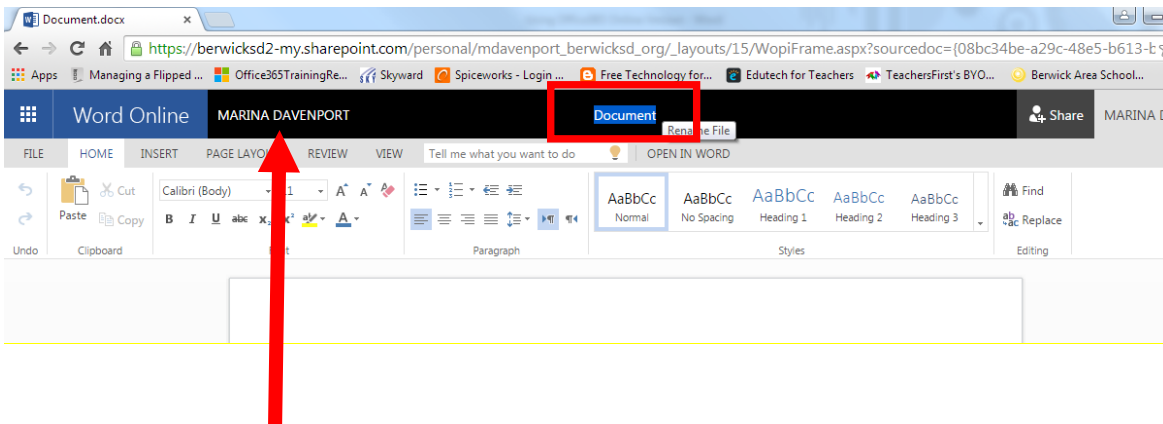 Document.docx ×
https://berwicksd2-my.sharepoint.com/personal/mdavenport_berwicksd_org/_layouts/15/WopiFrame.aspx?sourcedoc={08bc34be-a29c-48e5-b613-b
Apps Managing a Flipped ... Office365TrainingRe... Skyward Spiceworks - Login ... Free Technology for... Edutech for Teachers TeachersFirst's BYO... Berwick Area School...
Word Online MARINA DAVENPORT Document Share MARINA
Rename File
FILE HOME INSERT PAGE REVIEW VIEW Tell me what you want to do OPEN IN WORD
Cut Calibri (Body) AaBbCc AaBbCc AaBbCc AaBbCc AaBbCc Find
Paste Copy B I U abc Normal No Spacing Heading 1 Heading 2 Heading 3 Replace
Undo Clipboard Paragraph Styles Editing